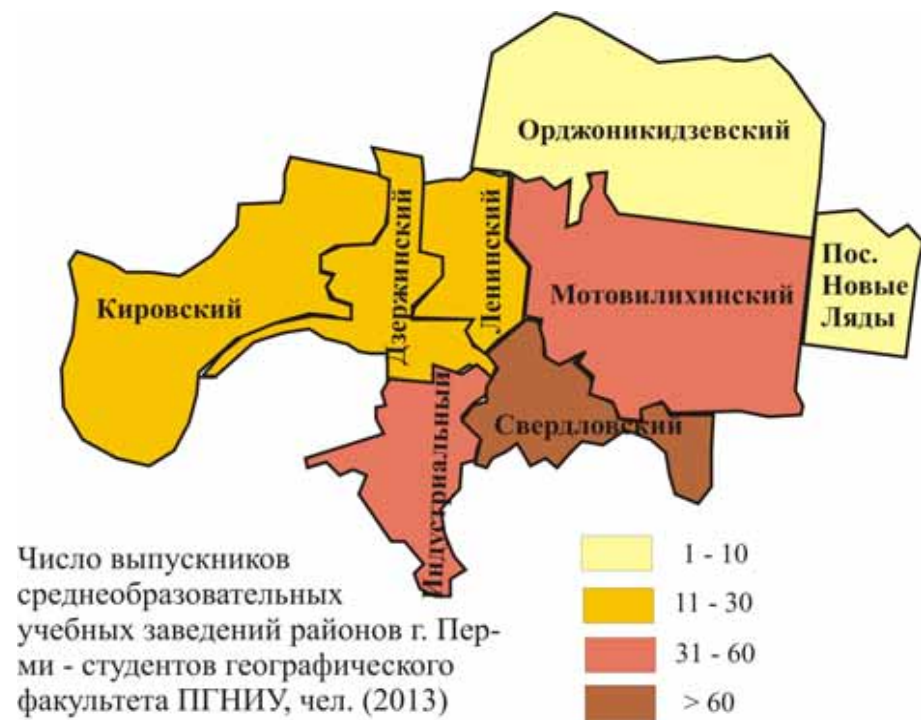 Орджоникидзевский
Пос.
Новые
Ляды
Кировский
Дзержинский
Ленинский
Мотовилихинский
Свердловский
Индустриальный
Число выпускников
среднеобразовательных
учебных заведений районов г. Пер-
ми - студентов географического
факультета ПГНИУ, чел. (2013)
1 - 10
11 - 30
31 - 60
> 60